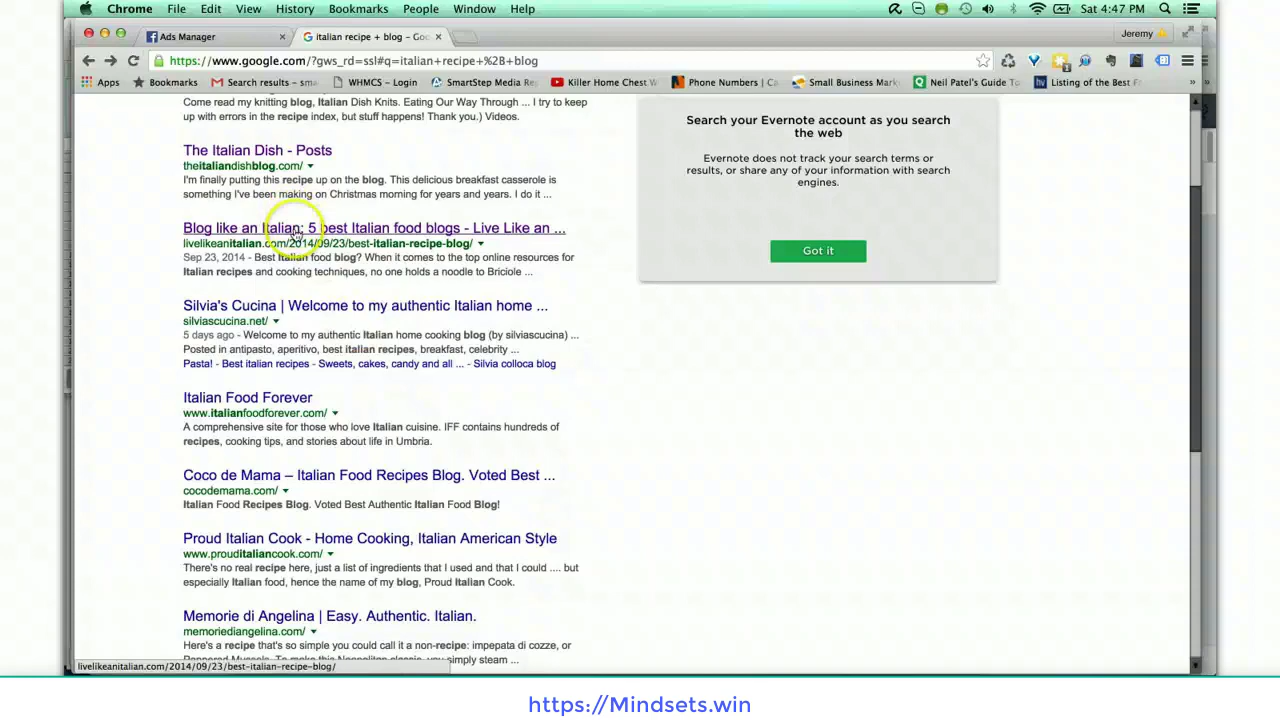 Chrome File Edit View History Bookmarks People Window Help Sat 4:47 PM
Ads Manager italian recipe + blog - Goo Jeremy
https://www.google.com/?gws_rd=ssl#q=italian+recipe+%2B+blog
Apps Bookmarks Search results - sma WHMCS - Login SmartStep Media Re Killer Home Chest W Phone Numbers | Ca Small Business Mark Neil Patel's Guide To Listing of the Best F »
Come read my knitting blog, Italian Dish Knits. Eating Our Way Through ... I try to keep
up with errors in the recipe index, but stuff happens! Thank you.) Videos.
The Italian Dish - Posts
theitaliandishblog.com/
I'm finally putting this recipe up on the blog. This delicious breakfast casserole is
something I've been making on Christmas morning for years and years. I do it ...
Blog like an Italian: 5 best Italian food blogs - Live Like an ...
livelikeanitalian.com/2014/09/23/best-italian-recipe-blog/
Sep 23, 2014 - Best Italian food blog? When it comes to the top online resources for
Italian recipes and cooking techniques, no one holds a noodle to Briciole ...
Silvia's Cucina | Welcome to my authentic Italian home ...
silviascucina.net/
5 days ago - Welcome to my authentic Italian home cooking blog (by silviascucina) ...
Posted in antipasto, aperitivo, best italian recipes, breakfast, celebrity ...
Pasta! - Best italian recipes - Sweets, cakes, candy and all ... - Silvia colloca blog
Italian Food Forever
www.italianfoodforever.com/
A comprehensive site for those who love Italian cuisine. IFF contains hundreds of
recipes, cooking tips, and stories about life in Umbria.
Coco de Mama – Italian Food Recipes Blog. Voted Best ...
cocodemama.com/
Italian Food Recipes Blog. Voted Best Authentic Italian Food Blog!
Proud Italian Cook - Home Cooking, Italian American Style
www.prouditaliancook.com/
There's no real recipe here, just a list of ingredients that I used and that I could .... but
especially Italian food, hence the name of my blog, Proud Italian Cook.
Memorie di Angelina | Easy. Authentic. Italian.
memoriediangelina.com/
Here's a recipe that's so simple you could call it a non-recipe: impepata di cozze, or
simply steam ...
livelikeanitalian.com/2014/09/23/best-italian-recipe-blog/
Search your Evernote account as you search
the web
Evernote does not track your search terms or
results, or share any of your information with search
engines.
Got it
https://Mindsets.win